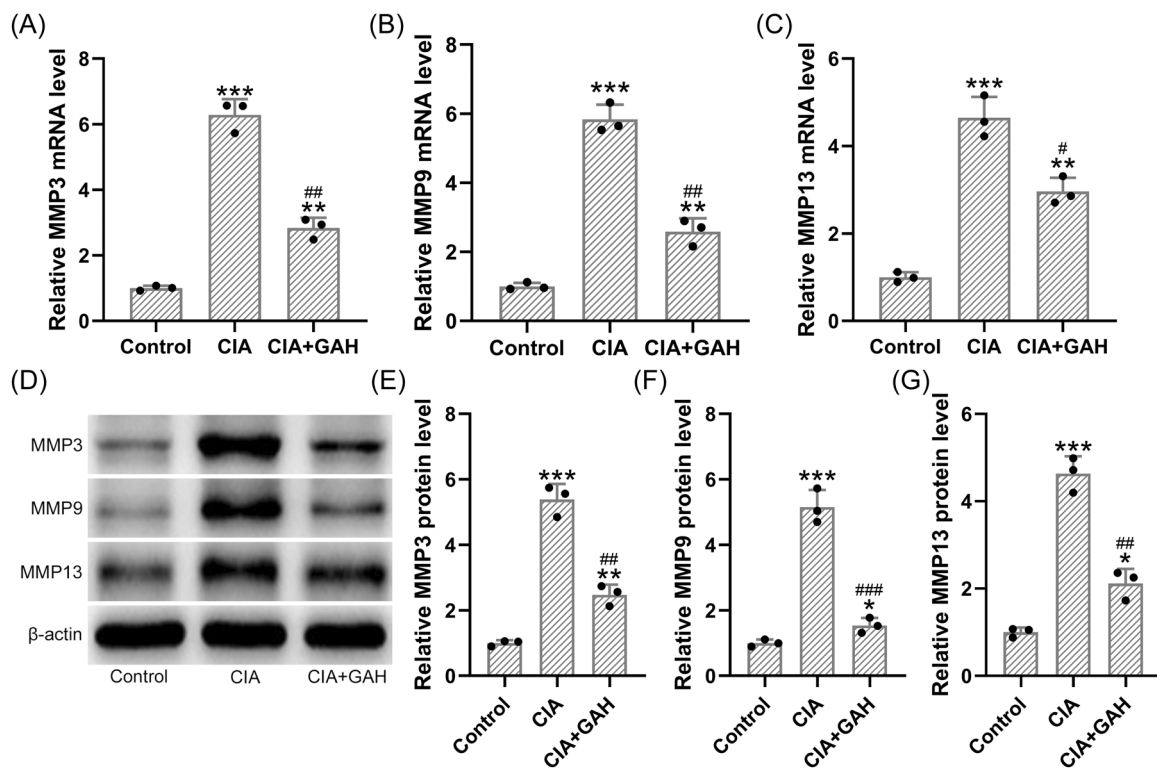 (A)
Relative MMP3 mRNA level
8
6
4
2
0
***
##
**
Control CIA CIA+GAH
(B)
Relative MMP9 mRNA level
8
6
4
2
0
***
##
**
Control CIA CIA+GAH
(C)
Relative MMP13 mRNA level
6
4
2
0
***
#
**
Control CIA CIA+GAH
(D)
MMP3
MMP9
MMP13
β-actin
Control CIA CIA+GAH
(E)
Relative MMP3 protein level
8
6
4
2
0
***
##
**
Control CIA CIA+GAH
(F)
Relative MMP9 protein level
8
6
4
2
0
***
###
*
Control CIA CIA+GAH
(G)
Relative MMP13 protein level
6
4
2
0
***
##
*
Control CIA CIA+GAH